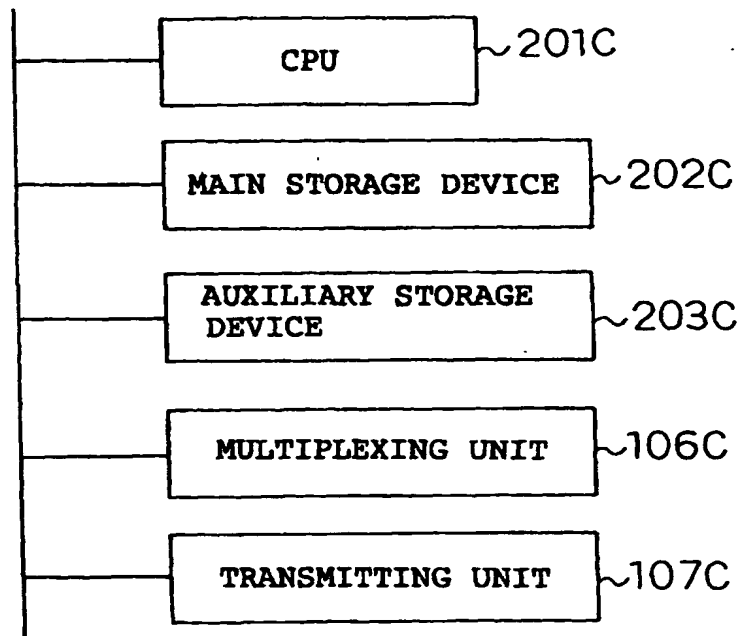 CPU 201C
MAIN STORAGE DEVICE 202C
AUXILIARY STORAGE
DEVICE 203C
MULTIPLEXING UNIT 106C
TRANSMITTING UNIT 107C